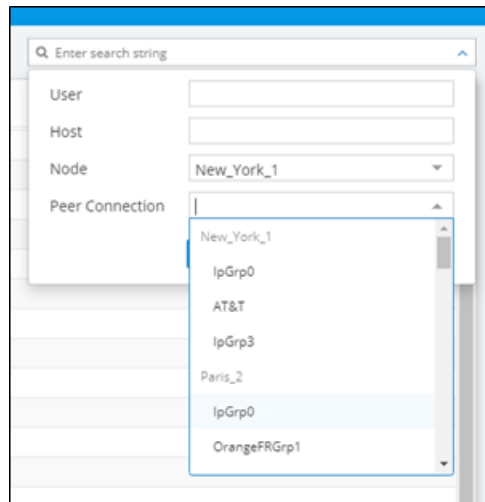 Enter search string
User
Host
Node New_York_1
Peer Connection
New_York_1
IpGrp0
AT&T
IpGrp3
Paris_2
IpGrp0
OrangeFRGrp1